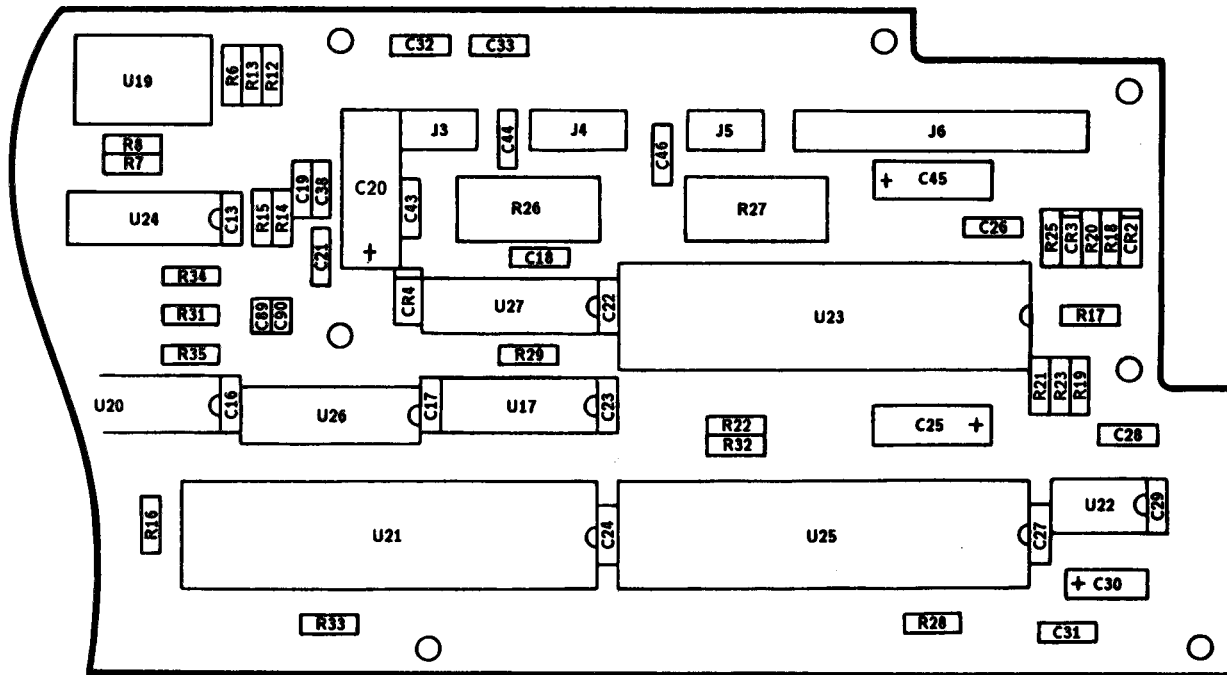 C32
C33
U19
R6
R13
R12
J3
C44
J4
C46
J5
J6
R8
R7
C19
C38
C20
C43
R26
R27
+
C45
U24
C13
R15
R14
C26
R25
CR3
R20
R18
CR2
C21
+
C18
R34
CR4
U27
C22
U23
R31
C89
C90
R17
R35
R29
R21
R23
R19
U20
C16
U26
C17
U17
C23
R22
R32
C25
+
C28
R16
U21
C24
U25
C27
U22
C29
+
C30
R33
R28
C31